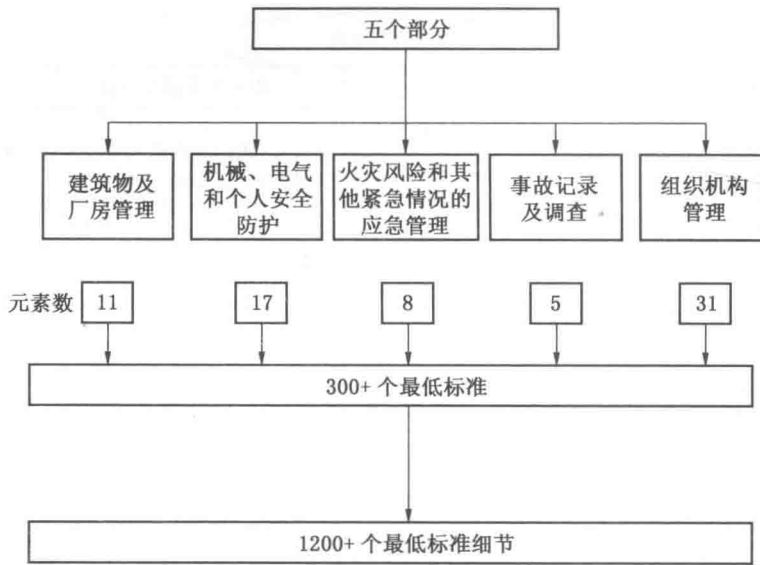 五个部分
建筑物及
厂房管理
机械、电气
和个人安全
防护
火灾风险和其
他紧急情况的
应急管理
事故记录
及调查
组织机构
管理
元素数 11 17 8 5 31
300+ 个最低标准
1200+ 个最低标准细节